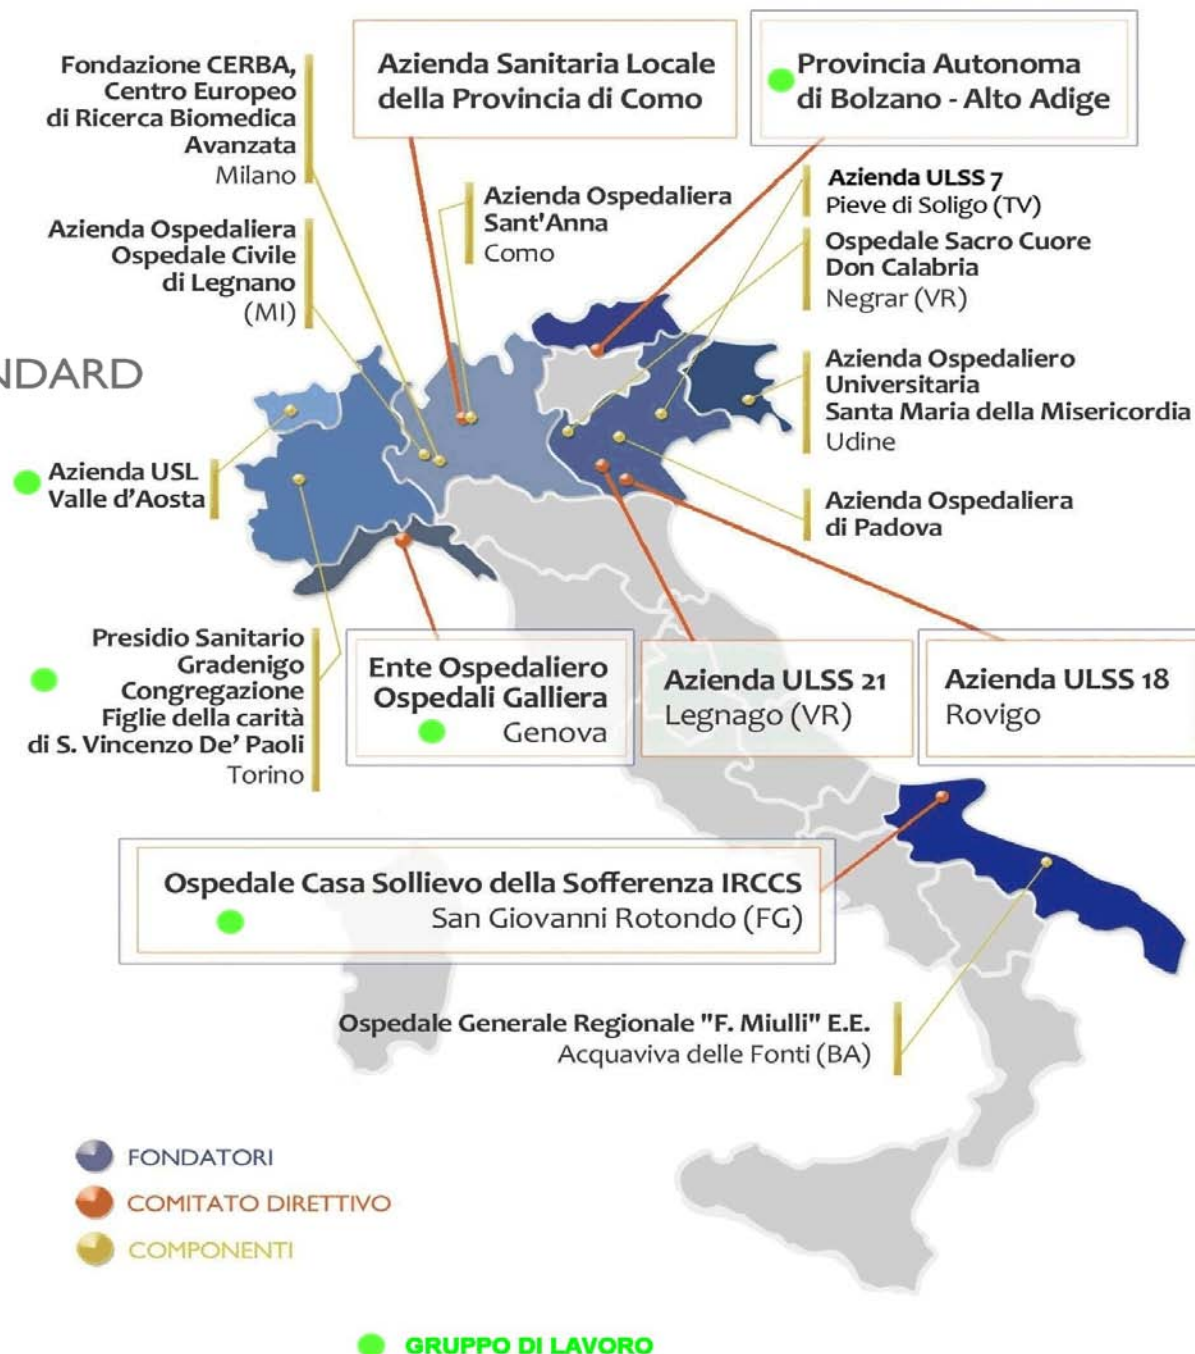 Fondazione CERBA,
Centro Europeo
di Ricerca Biomedica
Avanzata
Milano
Azienda Sanitaria Locale
della Provincia di Como
Provincia Autonoma
di Bolzano - Alto Adige
Azienda Ospedaliera
Ospedale Civile
di Legnano
(MI)
Azienda Ospedaliera
Sant'Anna
Como
Azienda ULSS 7
Pieve di Soligo (TV)
Ospedale Sacro Cuore
Don Calabria
Negrar (VR)
NDARD
Azienda Ospedaliero
Universitaria
Santa Maria della Misericordia
Udine
Azienda USL
Valle d'Aosta
Azienda Ospedaliera
di Padova
Presidio Sanitario
Gradenigo
Congregazione
Figlie della carità
di S. Vincenzo De' Paoli
Torino
Ente Ospedaliero
Ospedali Galliera
Genova
Azienda ULSS 21
Legnago (VR)
Azienda ULSS 18
Rovigo
Ospedale Casa Sollievo della Sofferenza IRCCS
San Giovanni Rotondo (FG)
Ospedale Generale Regionale "F. Miulli" E.E.
Acquaviva delle Fonti (BA)
FONDATORI
COMITATO DIRETTIVO
COMPONENTI
GRUPPO DI LAVORO